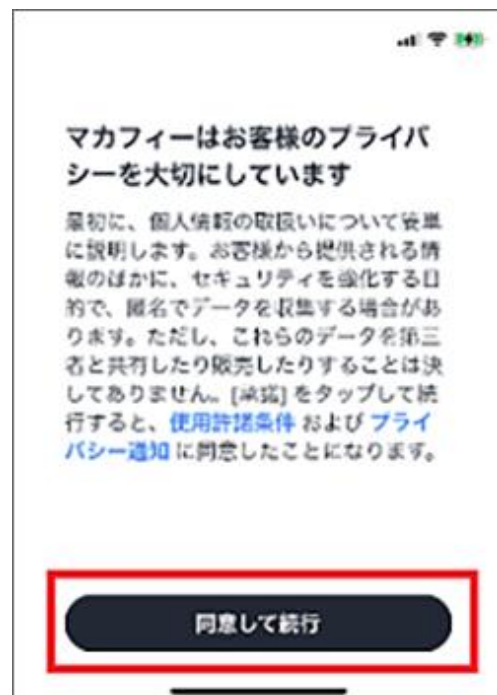 マカフィーはお客様のプライバ
シーを大切にしています
最初に、個人情報の取扱いについて簡単
に説明します。お客様から提供される情
報のほかに、セキュリティを強化する目
的で、匿名でデータを収集する場合があ
ります。ただし、これらのデータを第三
者と共有したり販売したりすることは決
してありません。[承諾] をタップして続
行すると、使用許諾条件 および プライ
バシー通知 に同意したことになります。
同意して続行